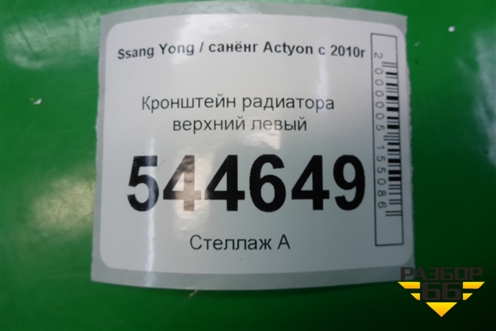 Ssang Yong / санёнг Actyon с 2010г
Кронштейн радиатора
верхний левый
544649
Стеллаж А
2000005155086
РАЗБОР
66